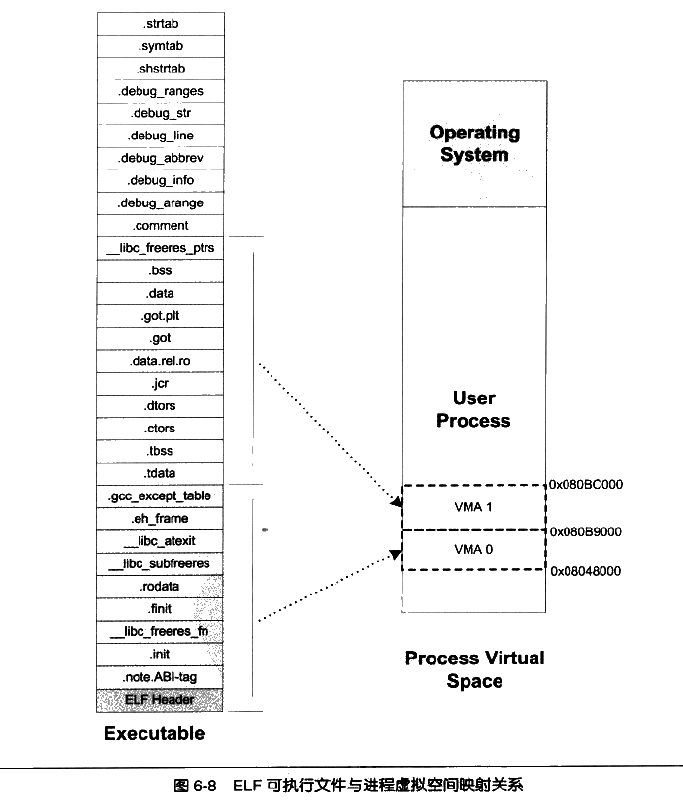 .strtab
.symtab
.shstrtab
.debug_ranges
.debug_str
.debug_line
.debug_abbrev
.debug_info
.debug_arange
.comment
__libc_freeres_ptrs
.bss
.data
.got.plt
.got
.data.rel.ro
.jcr
.dtors
.ctors
.tbss
.tdata
.gcc_except_table
.eh_frame
__libc_atexit
__libc_subfreeres
.rodata
.finit
__libc_freeres_fn
.init
.note.ABI-tag
ELF Header
Executable
Operating
System
User
Process
0x080BC000
VMA 1
0x080B9000
VMA 0
0x08048000
Process Virtual
Space
图 6-8 ELF 可执行文件与进程虚拟空间映射关系